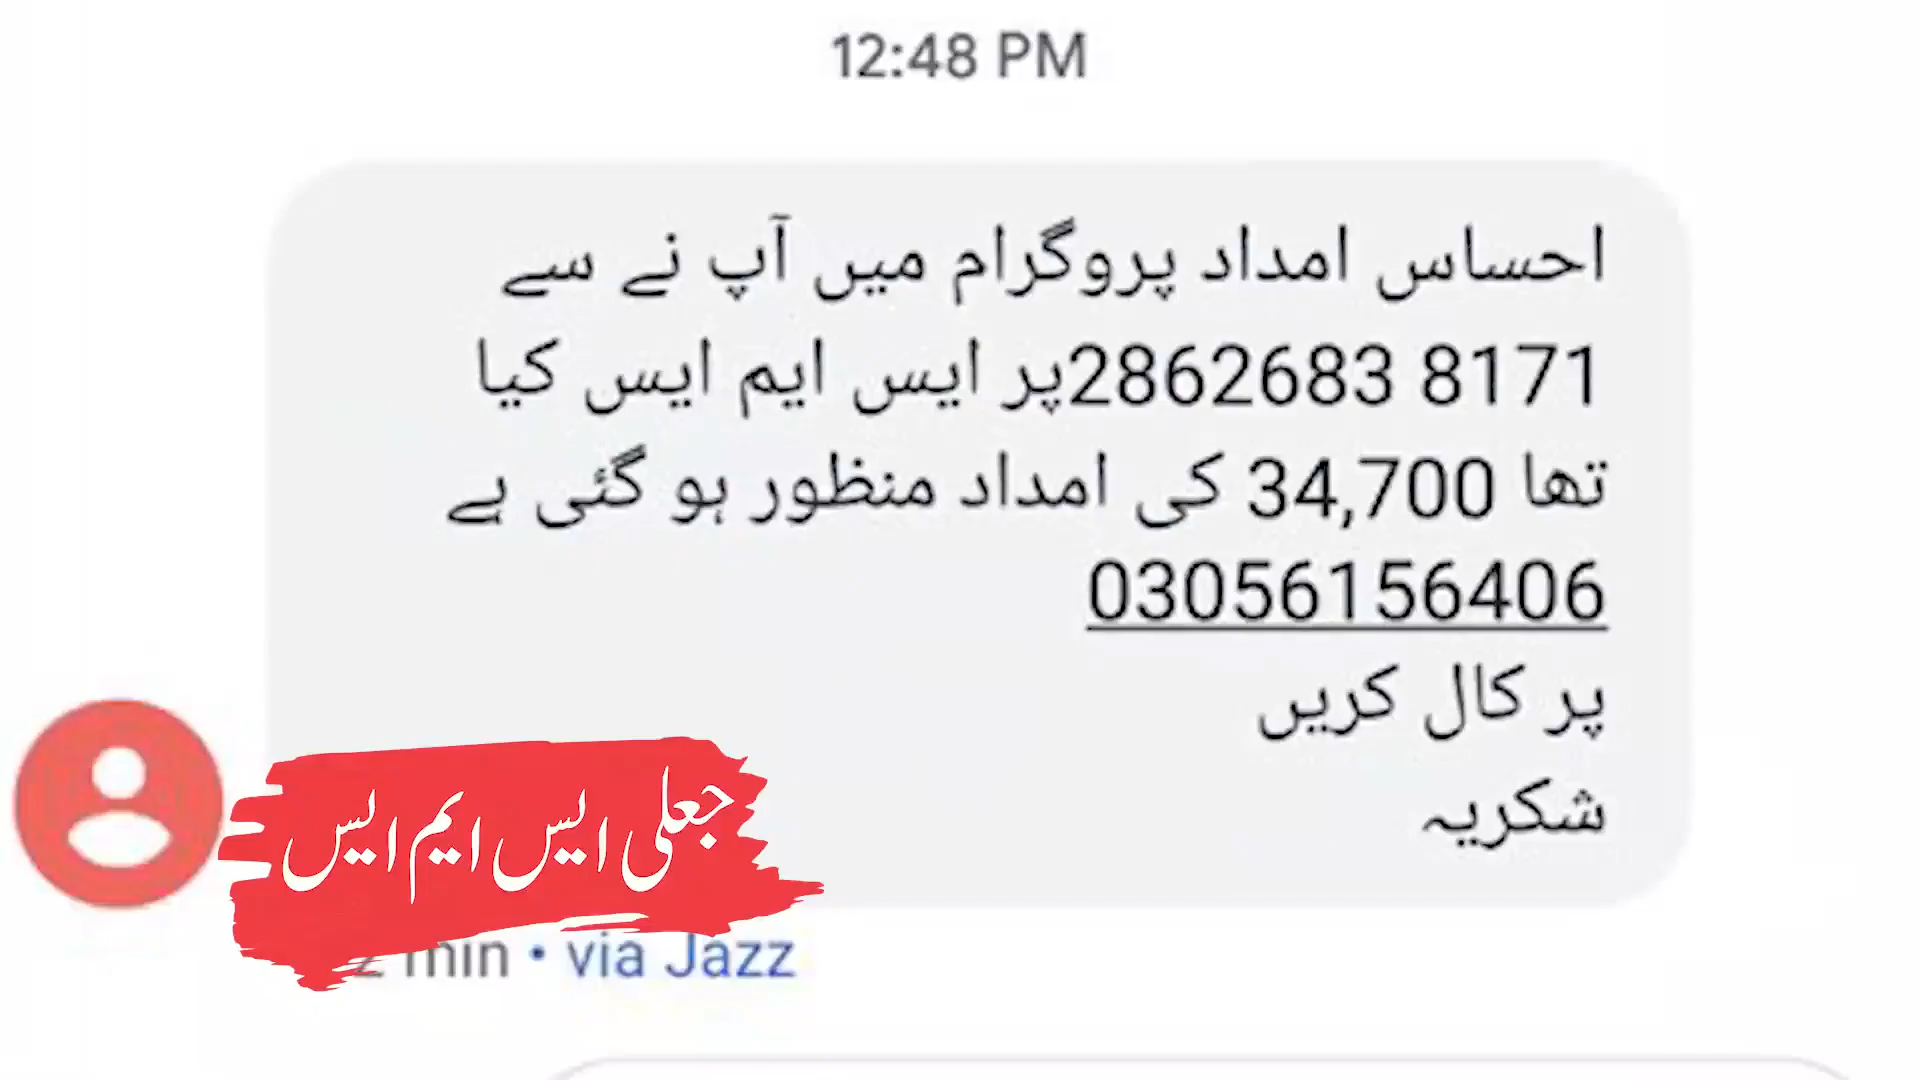 12:48 PM
احساس امداد پروگرام میں آپ نے سے
8171 2862683پر ایس ایم ایس کیا
تھا 34,700 کی امداد منظور ہو گئی ہے
03056156406
پر کال کریں
شکریہ
جعلی ایس ایم ایس
2 min • via Jazz